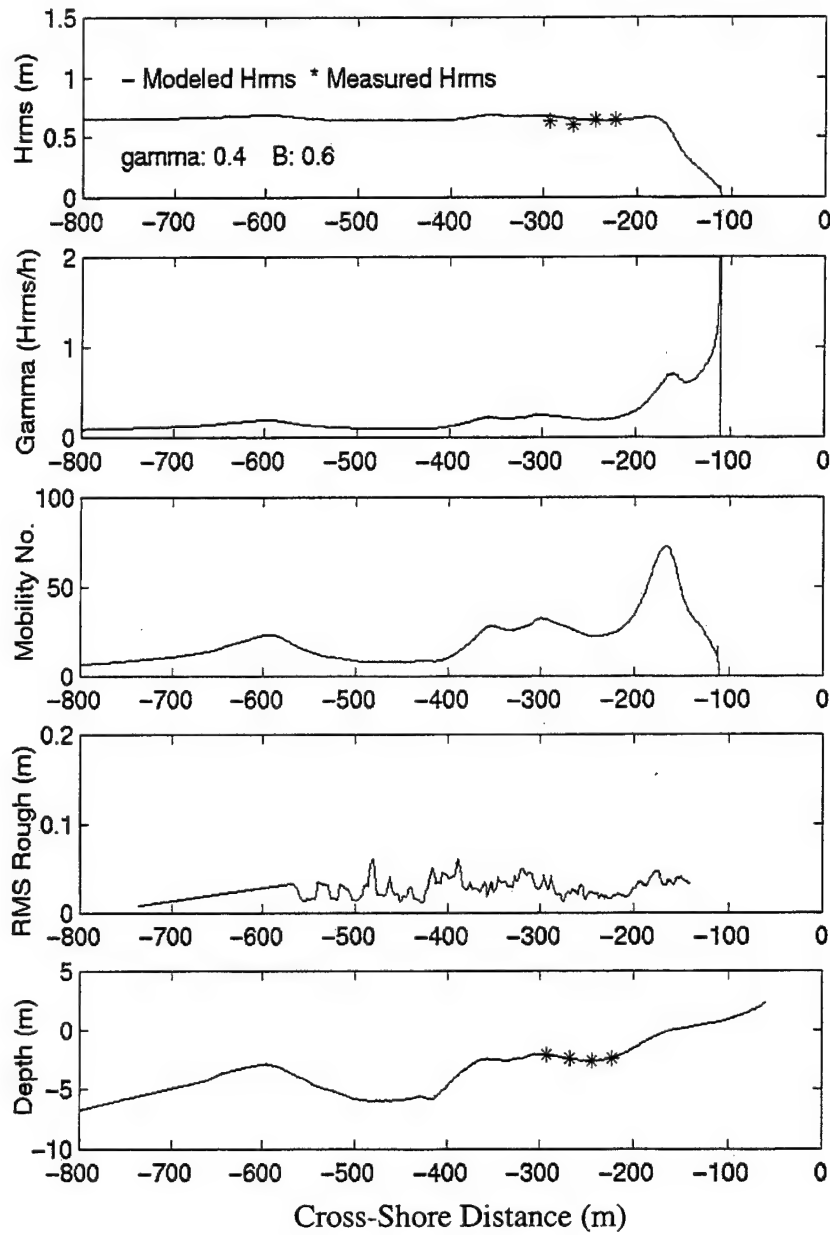 1.5
1
0.5
0
Hrms (m)
– Modeled Hrms * Measured Hrms
gamma: 0.4 B: 0.6
−800 −700 −600 −500 −400 −300 −200 −100 0
2
1
0
Gamma (Hrms/h)
−800 −700 −600 −500 −400 −300 −200 −100 0
100
50
0
Mobility No.
−800 −700 −600 −500 −400 −300 −200 −100 0
0.2
0.1
0
RMS Rough (m)
−800 −700 −600 −500 −400 −300 −200 −100 0
5
0
−5
−10
Depth (m)
−800 −700 −600 −500 −400 −300 −200 −100 0
Cross-Shore Distance (m)